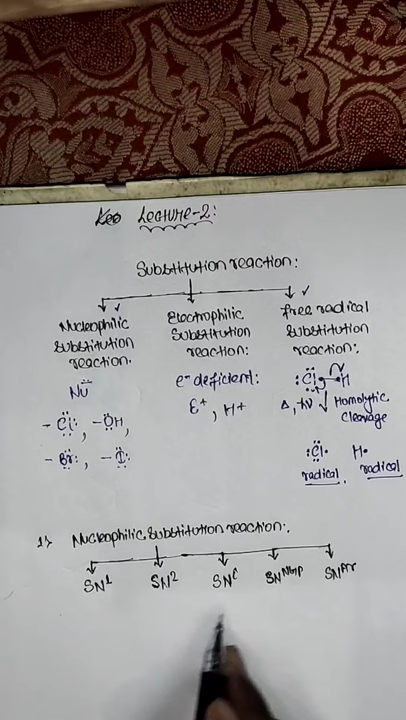 Lecture-2:
Substitution reaction:
Nucleophilic
Substitution
reaction.
Nu
- Cl, - OH,
- Br:, - I:
Electrophilic
Substitution
reaction:
e- deficient:
E+, H+
free radical
Substitution
reaction:
:Cl-H
Δ, hν ↓ Homolytic
Cleavage
:Cl• H•
radical, radical
1) Nucleophilic Substitution reaction:.
SN1 SN2 SNi SNNGP SNAr